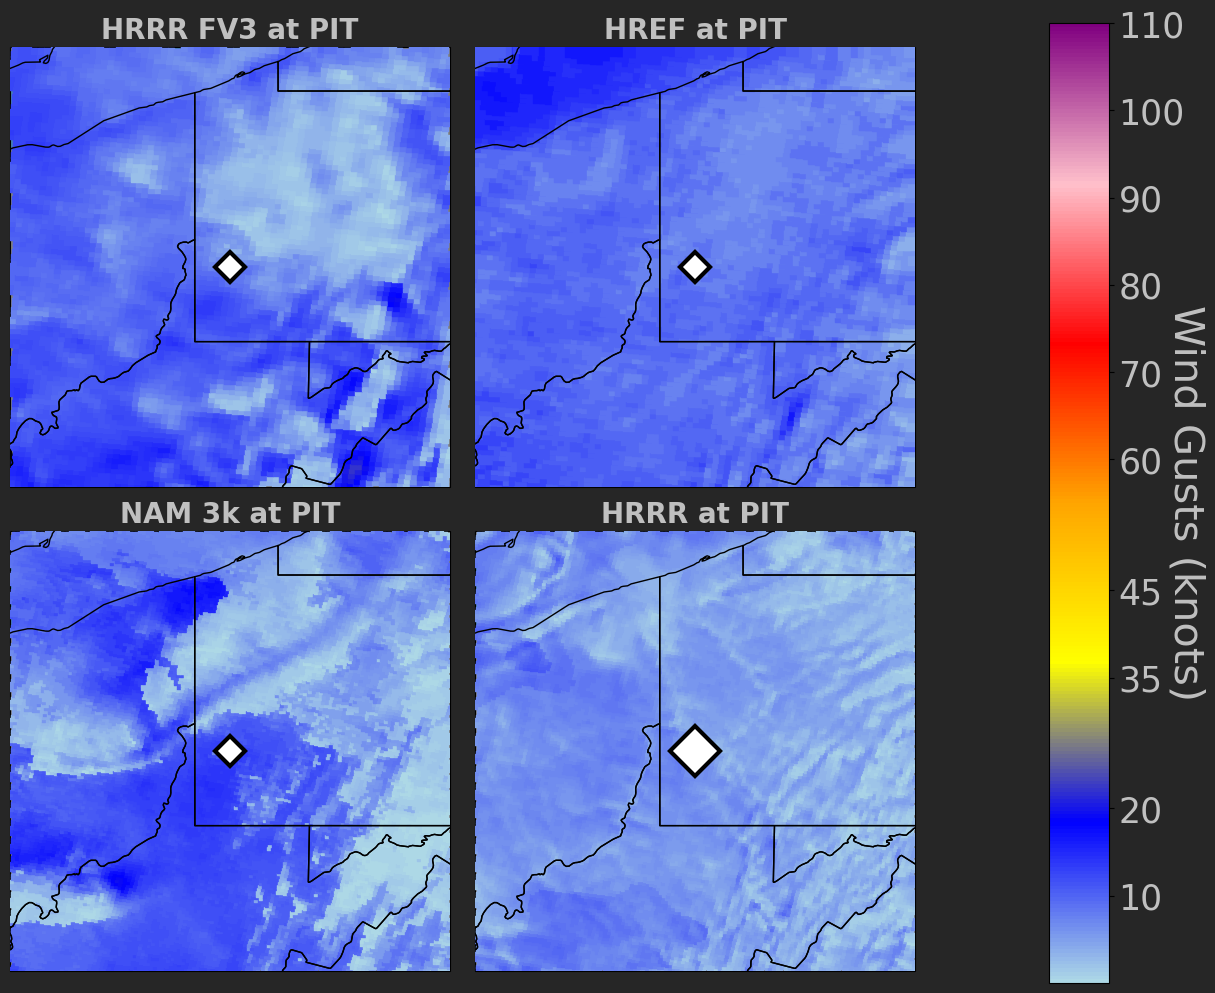 HRRR FV3 at PIT
HREF at PIT
NAM 3k at PIT
HRRR at PIT
110
100
90
80
70
60
45
35
20
10
Wind Gusts (knots)